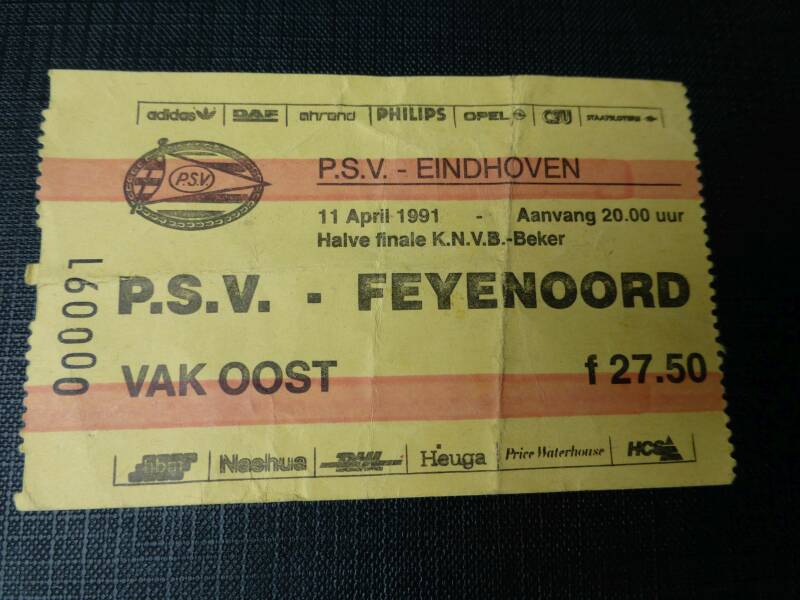 adidas DAF ahrend PHILIPS OPEL STAATSLOTERIJ
P.S.V.
P.S.V. - EINDHOVEN
11 April 1991 - Aanvang 20.00 uur
Halve finale K.N.V.B.-Beker
P.S.V. - FEYENOORD
000091
VAK OOST f 27.50
Nashua DHL Heuga Price Waterhouse HCS